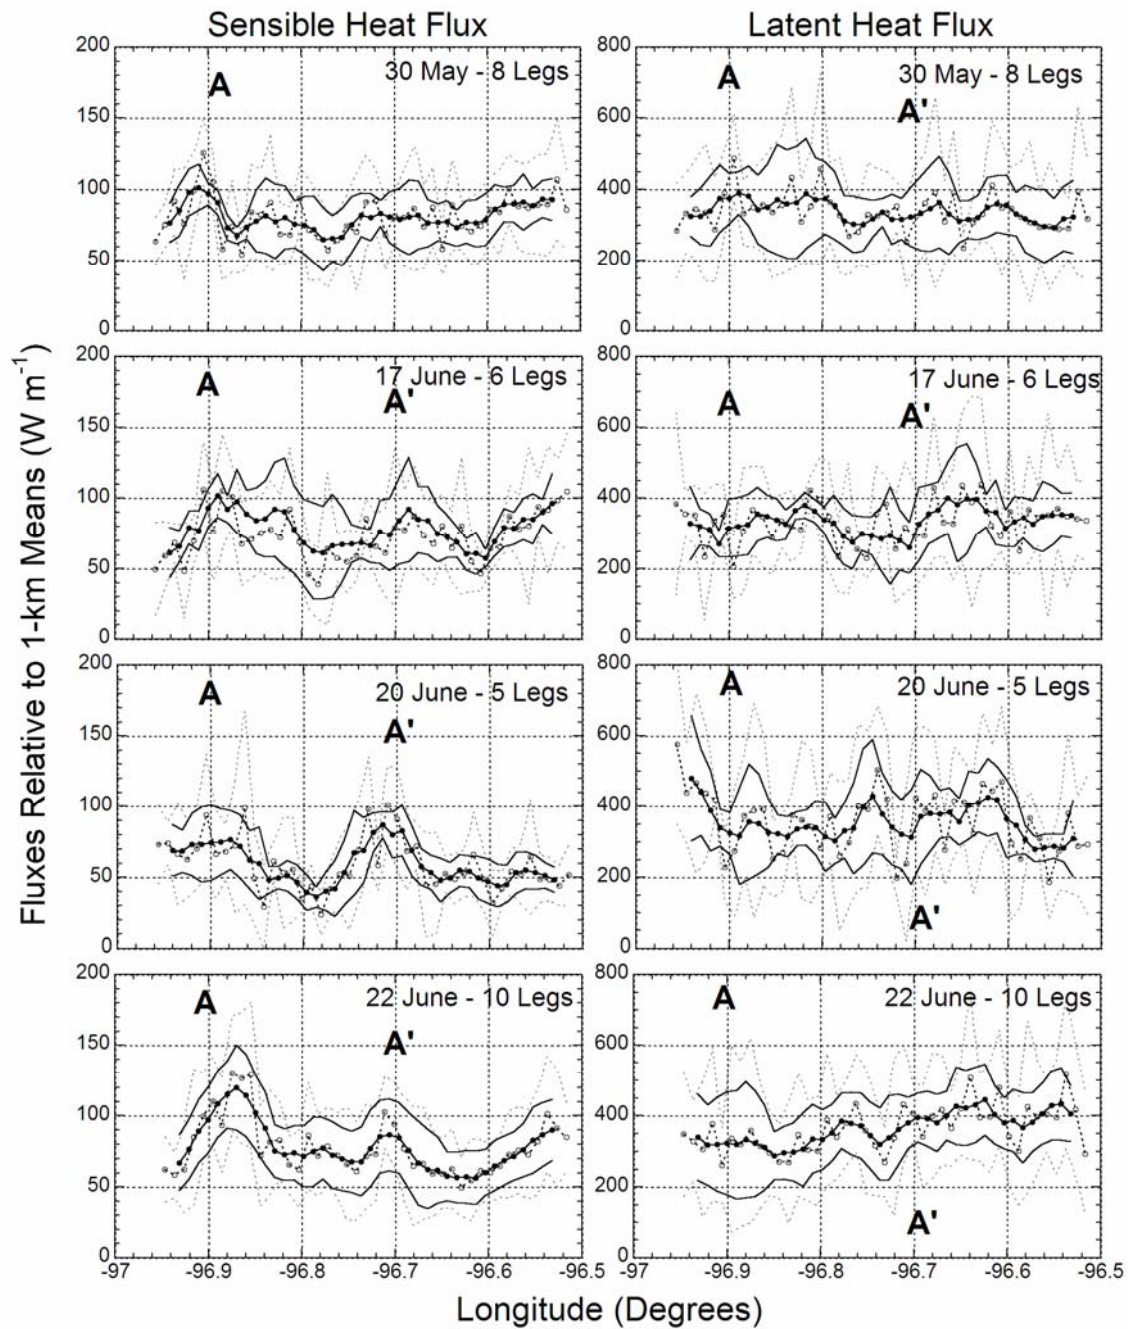 Sensible Heat Flux
Latent Heat Flux
200
150
100
50
0
A
30 May - 8 Legs
800
600
400
200
0
A
A'
30 May - 8 Legs
200
150
100
50
0
A
A'
17 June - 6 Legs
800
600
400
200
0
A
A'
17 June - 6 Legs
200
150
100
50
0
A
A'
20 June - 5 Legs
800
600
400
200
0
A
A'
20 June - 5 Legs
200
150
100
50
0
A
A'
22 June - 10 Legs
800
600
400
200
0
A
A'
22 June - 10 Legs
-97 -96.9 -96.8 -96.7 -96.6 -96.5
-97 -96.9 -96.8 -96.7 -96.6 -96.5
Longitude (Degrees)
Fluxes Relative to 1-km Means (W m-1)